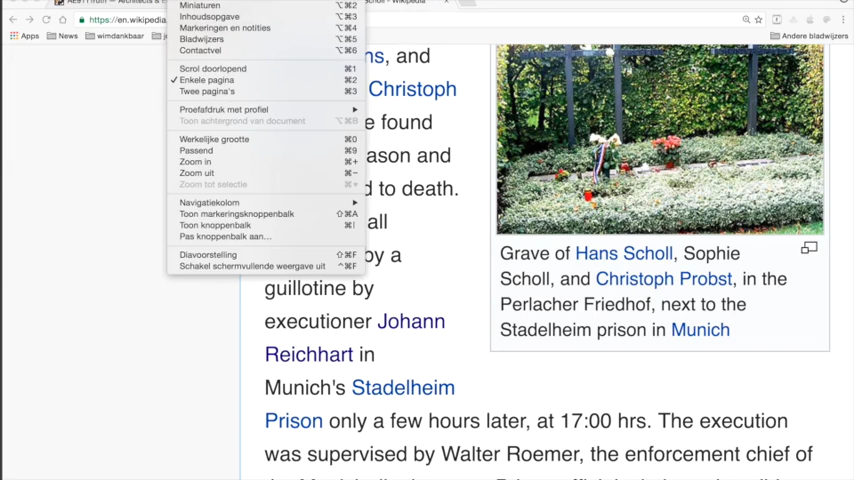 AE911Truth — Architects &
Scholl - Wikipedia
https://en.wikipedia.
Apps
News
wimdankbaar
Andere bladwijzers
Miniaturen ⌥⌘2
Inhoudsopgave ⌥⌘3
Markeringen en notities ⌥⌘4
Bladwijzers ⌥⌘5
Contactvel ⌥⌘6
Scrol doorlopend ⌘1
✓ Enkele pagina ⌘2
Twee pagina's ⌘3
Proefafdruk met profiel
Toon achtergrond van document ⌥⌘B
Werkelijke grootte ⌘0
Passend ⌘9
Zoom in ⌘+
Zoom uit ⌘−
Zoom tot selectie
Navigatiekolom
Toon markeringsknoppenbalk ⇧⌘A
Toon knoppenbalk
Pas knoppenbalk aan...
Diavoorstelling ⇧⌘F
Schakel schermvullende weergave uit ^⌘F
ns, and
Christoph
e found
ason and
d to death.
all
by a
guillotine by
executioner Johann
Reichhart in
Munich's Stadelheim
Prison only a few hours later, at 17:00 hrs. The execution
was supervised by Walter Roemer, the enforcement chief of
Grave of Hans Scholl, Sophie
Scholl, and Christoph Probst, in the
Perlacher Friedhof, next to the
Stadelheim prison in Munich